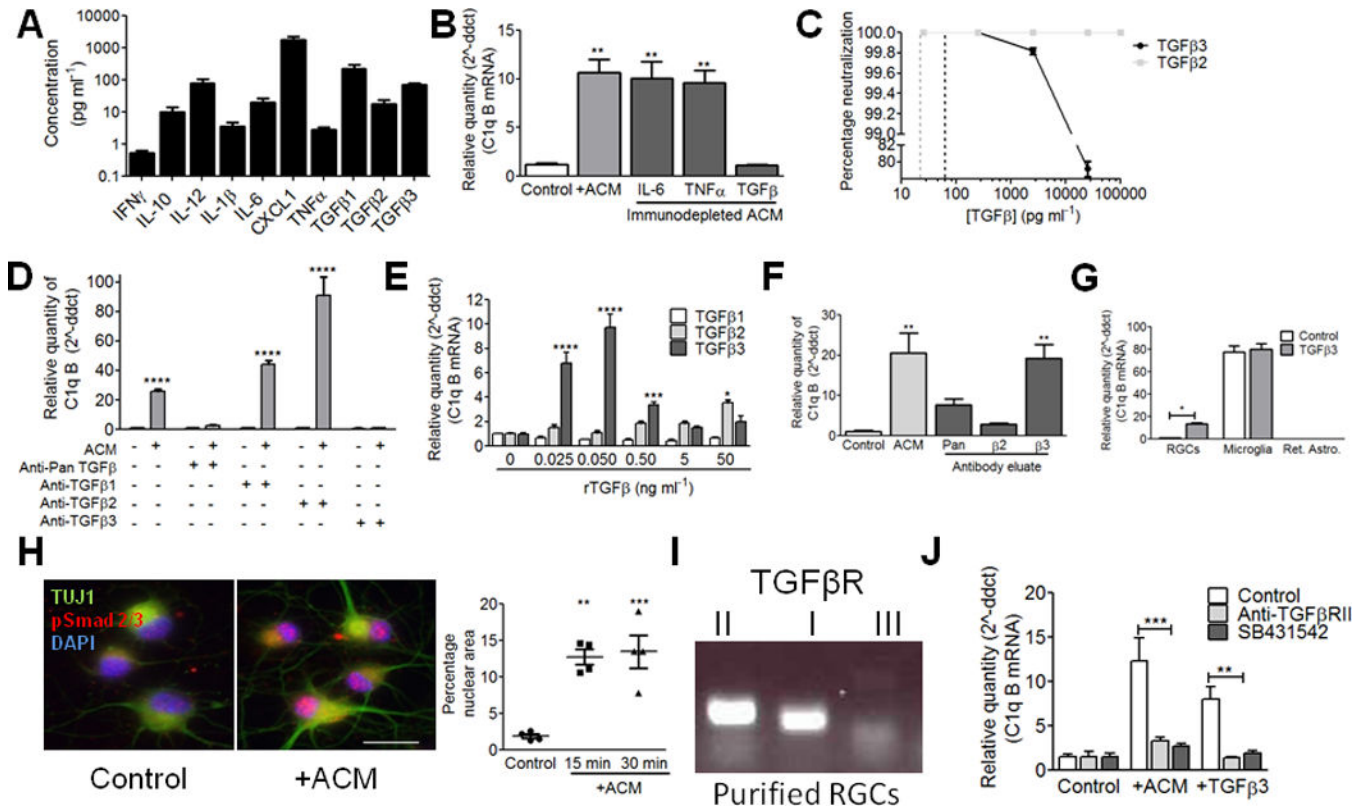 A
Concentration
(pg ml⁻¹)
10000
1000
100
10
1
0.1
IFNγ
IL-10
IL-12
IL-1β
IL-6
CXCL1
TNFα
TGFβ1
TGFβ2
TGFβ3
B
Relative quantity (2^-ddct)
(C1q B mRNA)
15
10
5
0
** ** **
Control +ACM IL-6 TNFα TGFβ
Immunodepleted ACM
C
Percentage neutralization
100.0
99.8
99.6
99.4
99.2
99.0
80
10 100 1000 10000 100000
[TGFβ] (pg ml⁻¹)
TGFβ3
TGFβ2
D
Relative quantity of
C1q B (2^-ddct)
100
80
60
40
20
0
**** **** ****
ACM - + - + - + - + - +
Anti-Pan TGFβ - - + + - - - - - -
Anti-TGFβ1 - - - - + + - - - -
Anti-TGFβ2 - - - - - - + + - -
Anti-TGFβ3 - - - - - - - - + +
E
Relative quantity (2^-ddct)
(C1q B mRNA)
12
10
8
6
4
2
0
**** **** *** *
TGFβ1
TGFβ2
TGFβ3
0 0.025 0.050 0.50 5 50
rTGFβ (ng ml⁻¹)
F
Relative quantity of
C1q B (2^-ddct)
30
20
10
0
** **
Control ACM Pan β2 β3
Antibody eluate
G
Relative quantity (2^-ddct)
(C1q B mRNA)
100
80
60
40
20
0
*
Control
TGFβ3
RGCs Microglia Ret. Astro.
H
TUJ1
pSmad 2/3
DAPI
Control +ACM
Percentage
nuclear area
20
15
10
5
0
** ***
Control 15 min 30 min
+ACM
I
TGFβR
II I III
Purified RGCs
J
Relative quantity (2^-ddct)
(C1q B mRNA)
20
15
10
5
0
*** **
Control
Anti-TGFβRII
SB431542
Control +ACM +TGFβ3